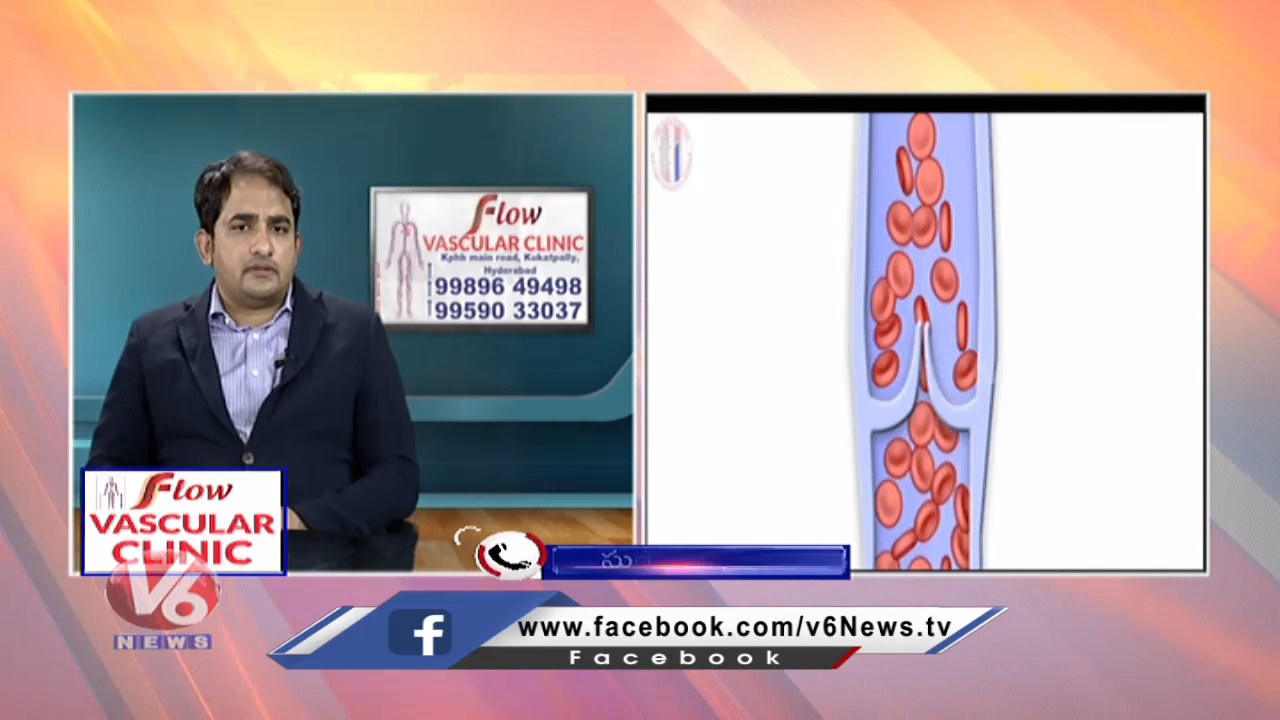 Flow
VASCULAR CLINIC
Kphb main road, Kukatpally,
Hyderabad
99896 49498
99590 33037
Flow
VASCULAR
CLINIC
V6
NEWS
www.facebook.com/v6News.tv
Facebook